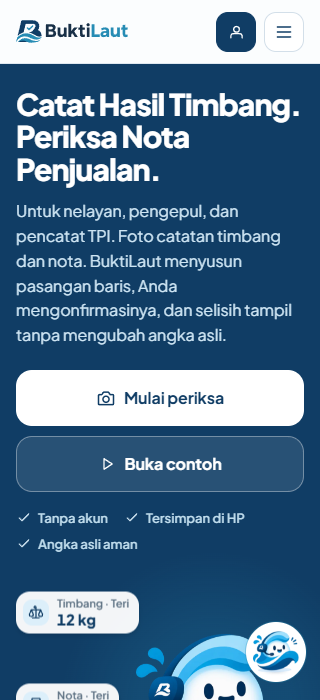 BuktiLaut
Catat Hasil Timbang.
Periksa Nota
Penjualan.
Untuk nelayan, pengepul, dan
pencatat TPI. Foto catatan timbang
dan nota. BuktiLaut menyusun
pasangan baris, Anda
mengonfirmasinya, dan selisih tampil
tanpa mengubah angka asli.
Mulai periksa
Buka contoh
Tanpa akun
Tersimpan di HP
Angka asli aman
Timbang · Teri
12 kg
Nota · Teri